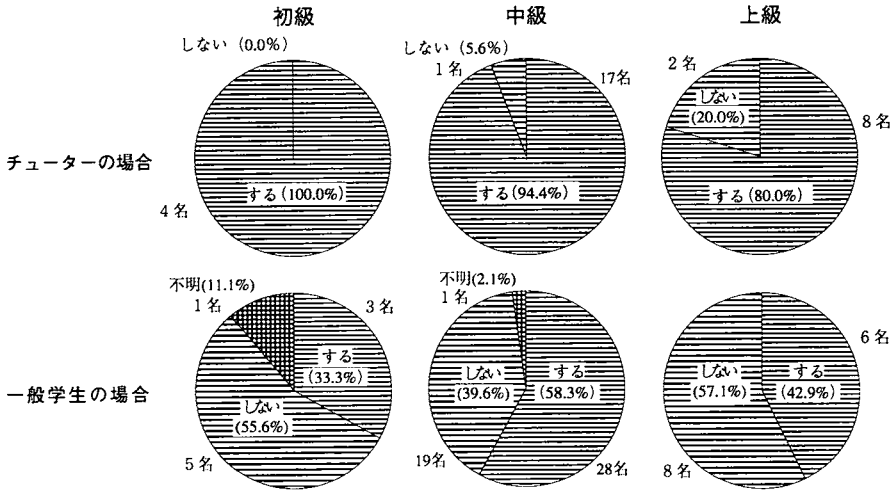 初級
中級
上級
チューターの場合
しない (0.0%)
する(100.0%)
4名
しない (5.6%)
1名
17名
する(94.4%)
2名
しない
(20.0%)
8名
する(80.0%)
一般学生の場合
不明(11.1%)
1名
3名
する
(33.3%)
しない
(55.6%)
5名
不明(2.1%)
1名
しない
(39.6%)
する
(58.3%)
19名
28名
6名
しない
(57.1%)
する
(42.9%)
8名